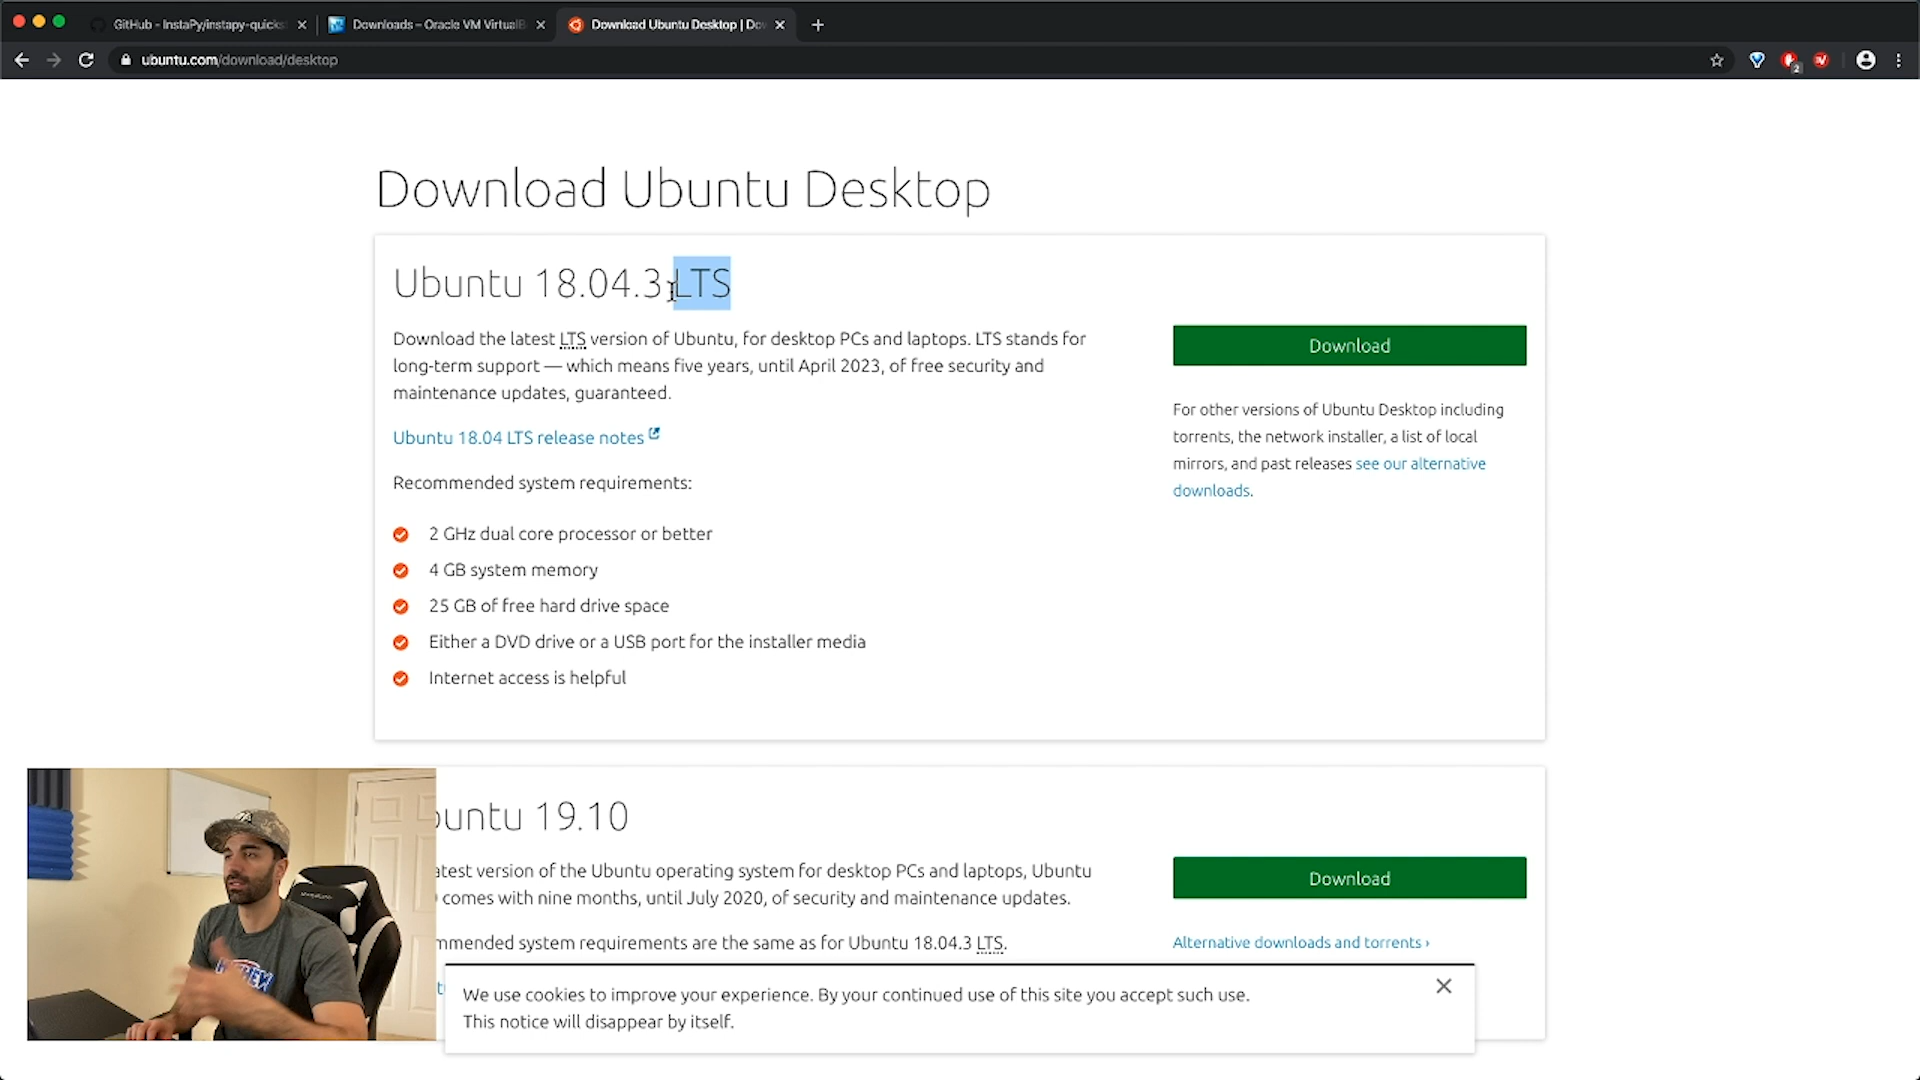 GitHub - InstaPy/instapy-quicks
Downloads – Oracle VM Virtual
Download Ubuntu Desktop | Do
ubuntu.com/download/desktop
2
Download Ubuntu Desktop
Ubuntu 18.04.3 LTS
Download the latest LTS version of Ubuntu, for desktop PCs and laptops. LTS stands for
long-term support — which means five years, until April 2023, of free security and
maintenance updates, guaranteed.
Ubuntu 18.04 LTS release notes
Recommended system requirements:
2 GHz dual core processor or better
4 GB system memory
25 GB of free hard drive space
Either a DVD drive or a USB port for the installer media
Internet access is helpful
Download
For other versions of Ubuntu Desktop including
torrents, the network installer, a list of local
mirrors, and past releases see our alternative
downloads.
buntu 19.10
atest version of the Ubuntu operating system for desktop PCs and laptops, Ubuntu
comes with nine months, until July 2020, of security and maintenance updates.
mmended system requirements are the same as for Ubuntu 18.04.3 LTS.
Download
Alternative downloads and torrents ›
We use cookies to improve your experience. By your continued use of this site you accept such use.
This notice will disappear by itself.